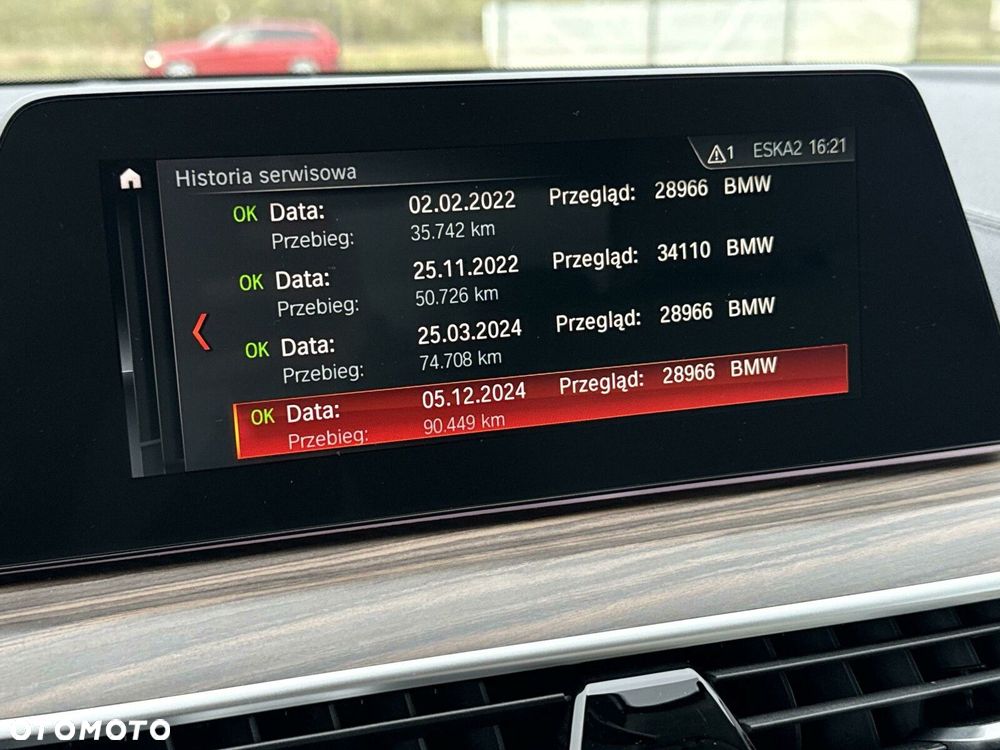 Historia serwisowa
⚠1 ESKA2 16:21
OK Data: 02.02.2022 Przegląd: 28966 BMW
Przebieg: 35.742 km
OK Data: 25.11.2022 Przegląd: 34110 BMW
Przebieg: 50.726 km
OK Data: 25.03.2024 Przegląd: 28966 BMW
Przebieg: 74.708 km
OK Data: 05.12.2024 Przegląd: 28966 BMW
Przebieg: 90.449 km
OTOMOTO